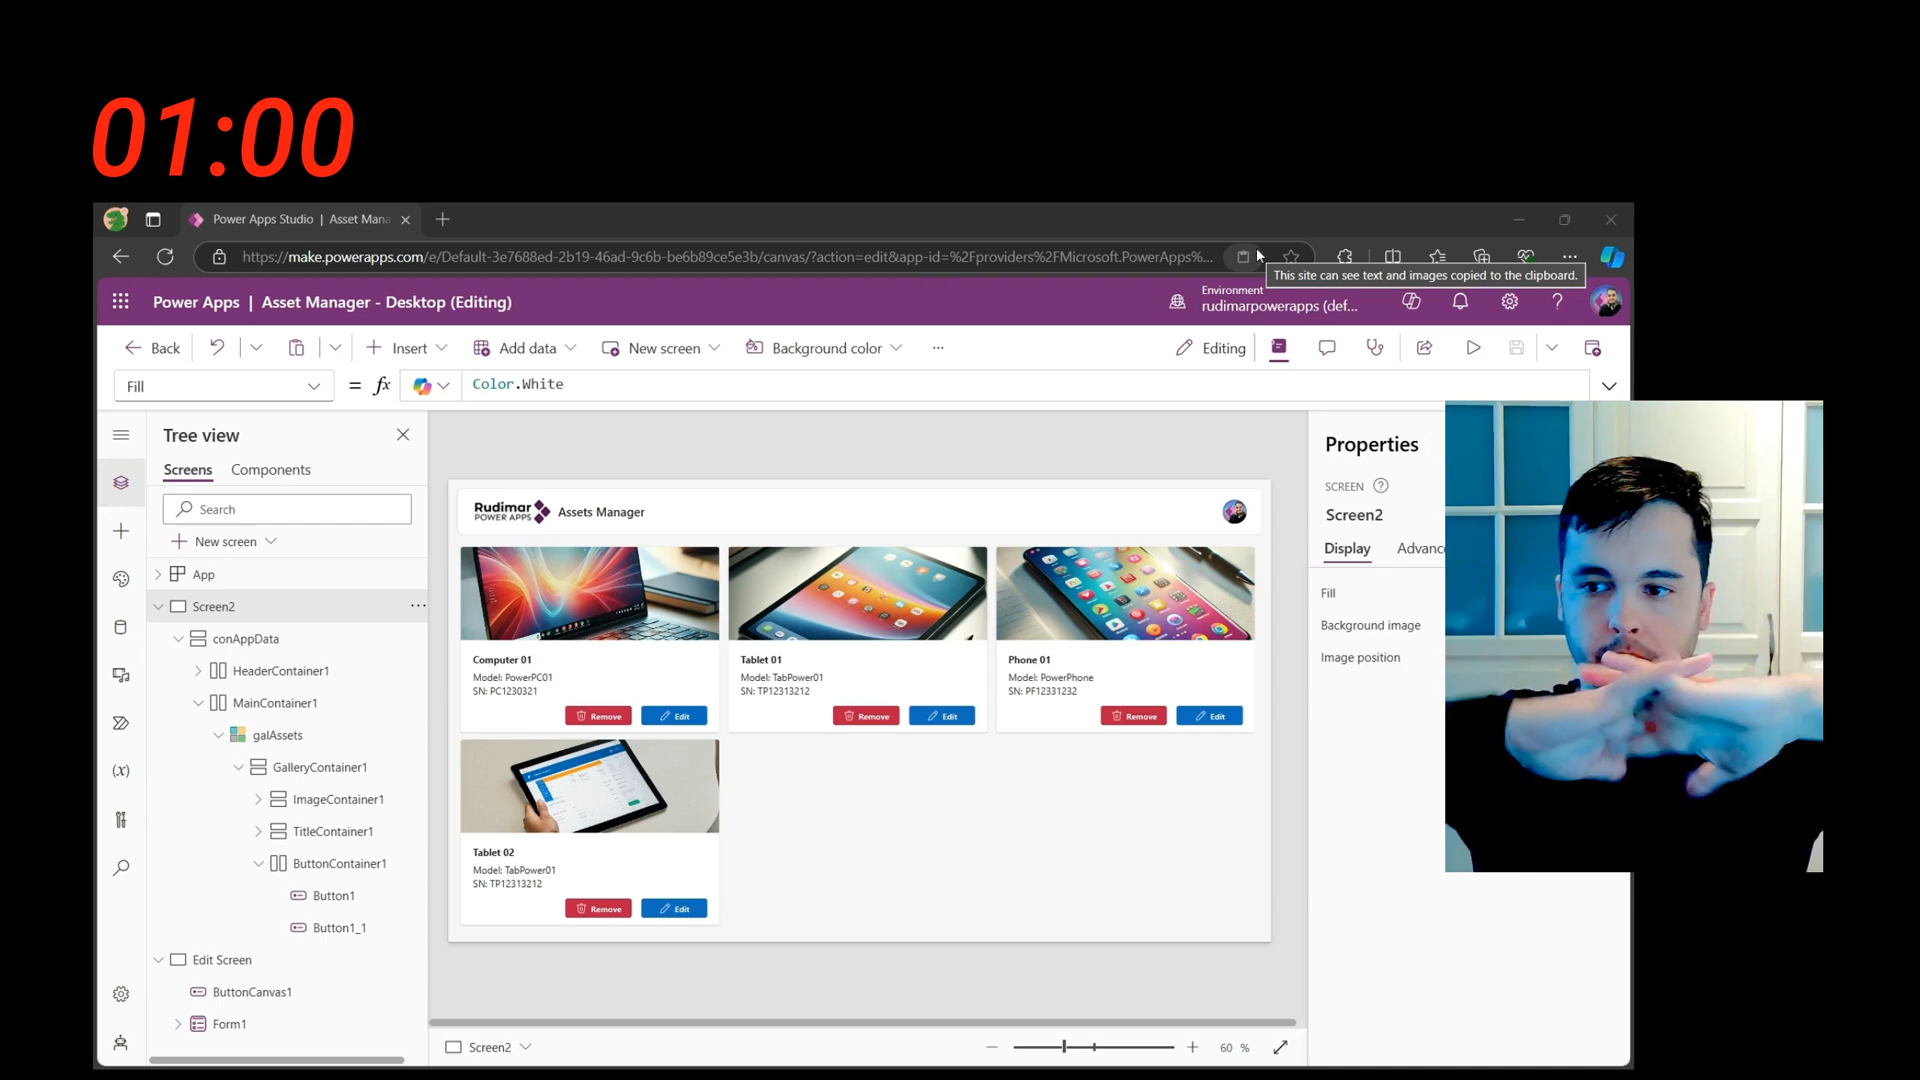 01:00
Power Apps Studio | Asset Mana
https://make.powerapps.com/e/Default-3e7688ed-2b19-46ad-9c6b-be6b89ce5e3b/canvas/?action=edit&app-id=%2Fproviders%2FMicrosoft.PowerApps%...
This site can see text and images copied to the clipboard.
Power Apps | Asset Manager - Desktop (Editing)
Environment
rudimarpowerapps (def...
Back
Insert
Add data
New screen
Background color
...
Editing
Fill
= fx
Color.White
Tree view
Screens
Components
Search
New screen
App
Screen2
conAppData
HeaderContainer1
MainContainer1
galAssets
GalleryContainer1
ImageContainer1
TitleContainer1
ButtonContainer1
Button1
Button1_1
Edit Screen
ButtonCanvas1
Form1
Rudimar
POWER APPS
Assets Manager
Computer 01
Model: PowerPC01
SN: PC1230321
Remove
Edit
Tablet 01
Model: TabPower01
SN: TP12313212
Remove
Edit
Phone 01
Model: PowerPhone
SN: PF12331232
Remove
Edit
Tablet 02
Model: TabPower01
SN: TP12313212
Remove
Edit
Screen2
60 %
Properties
SCREEN
Screen2
Display
Advanc
Fill
Background image
Image position